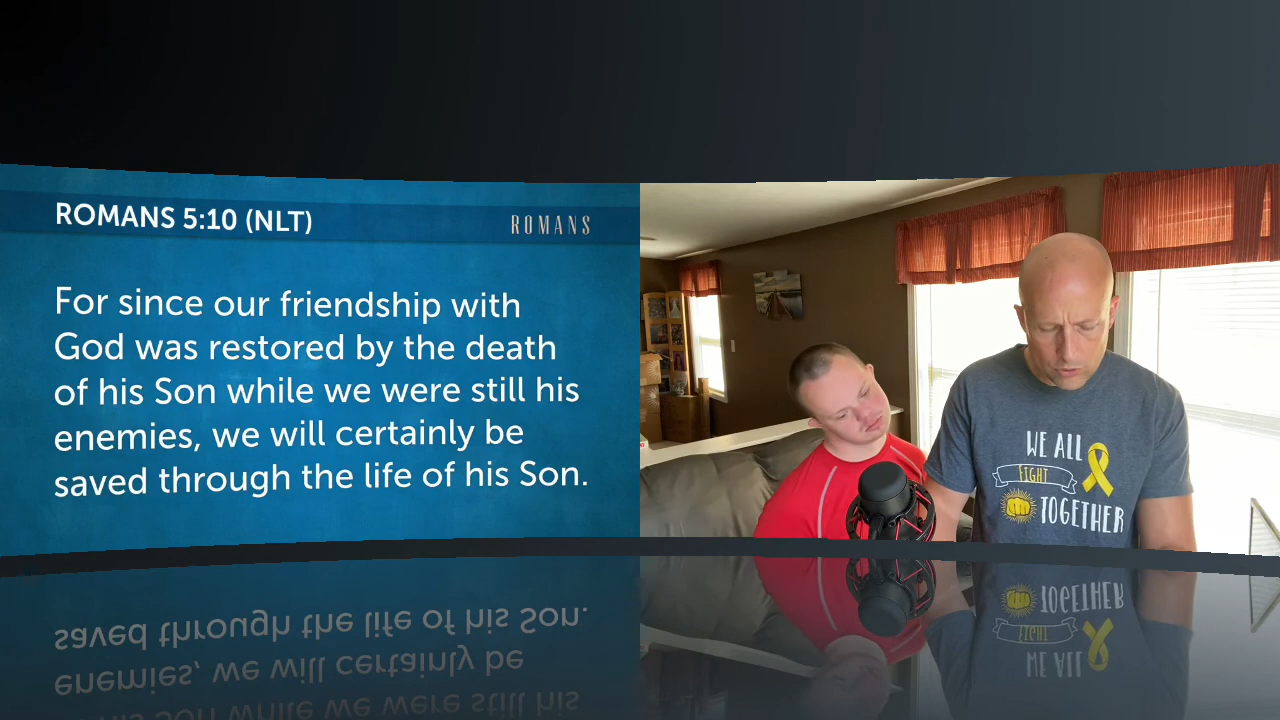 ROMANS 5:10 (NLT)
ROMANS
For since our friendship with
God was restored by the death
of his Son while we were still his
enemies, we will certainly be
saved through the life of his Son.
WE ALL
FIGHT
TOGETHER